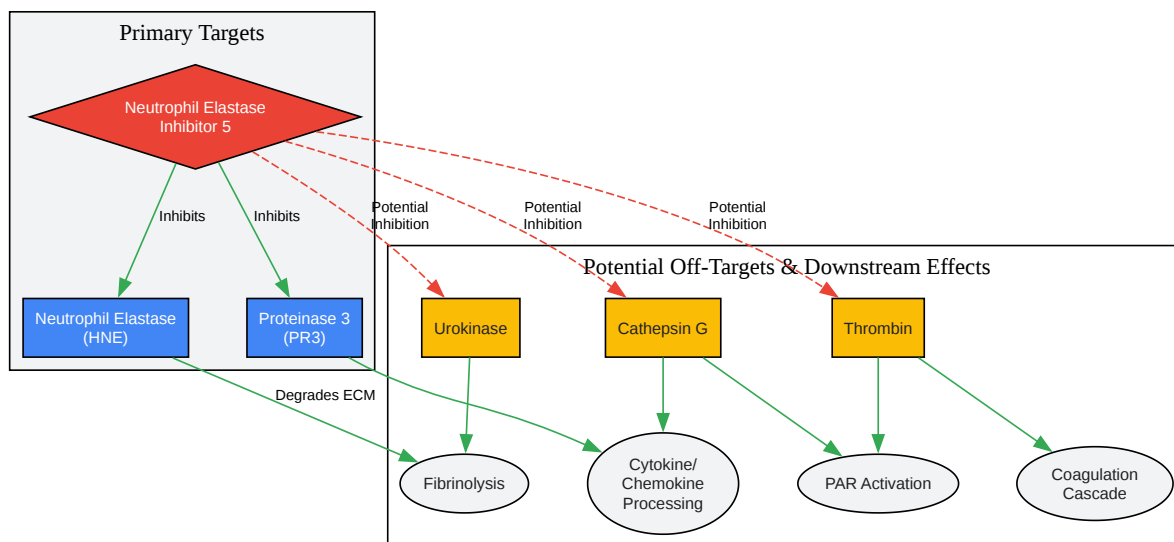 Primary Targets
Neutrophil Elastase
Inhibitor 5
Inhibits
Inhibits
Potential
Inhibition
Potential
Inhibition
Potential
Inhibition
Potential Off-Targets & Downstream Effects
Neutrophil Elastase
(HNE)
Proteinase 3
(PR3)
Urokinase
Cathepsin G
Thrombin
Degrades ECM
Fibrinolysis
Cytokine/
Chemokine
Processing
PAR Activation
Coagulation
Cascade